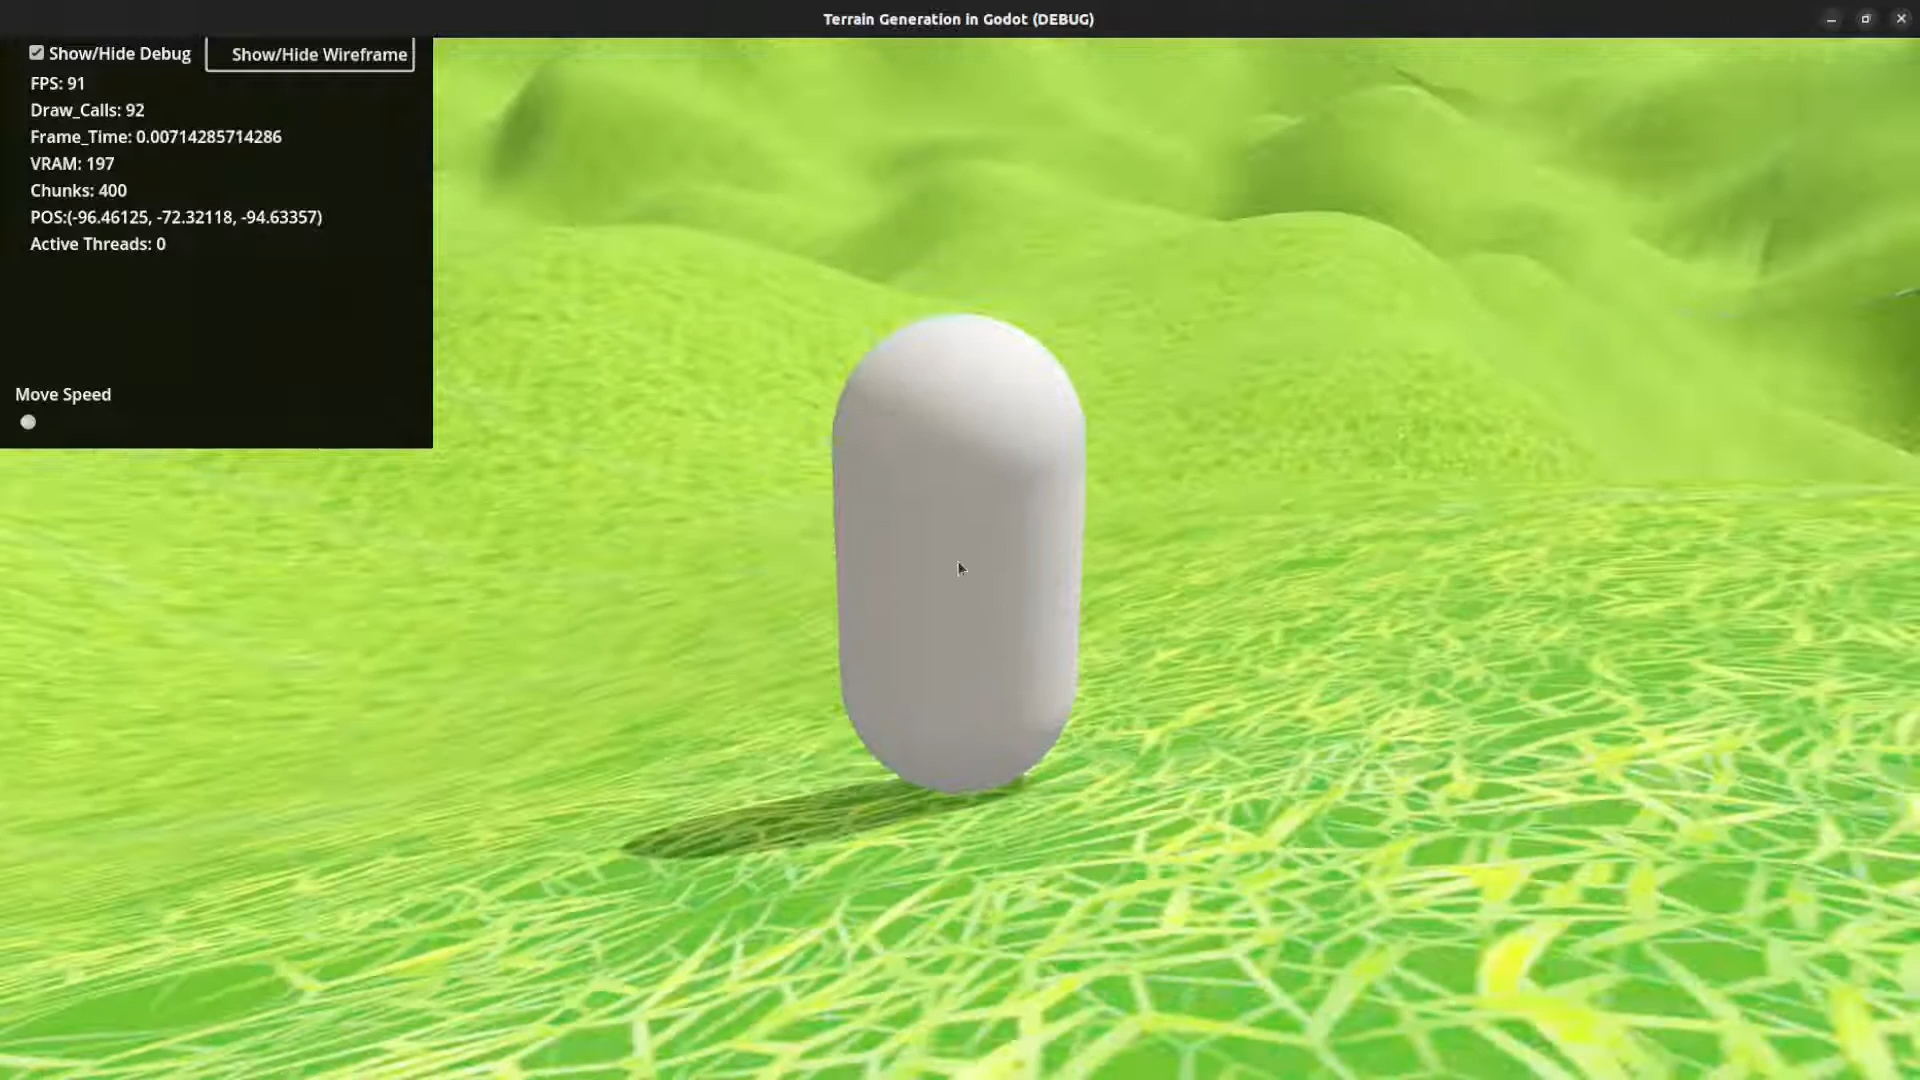 Terrain Generation in Godot (DEBUG)
Show/Hide Debug Show/Hide Wireframe
FPS: 91
Draw_Calls: 92
Frame_Time: 0.00714285714286
VRAM: 197
Chunks: 400
POS:(-96.46125, -72.32118, -94.63357)
Active Threads: 0
Move Speed